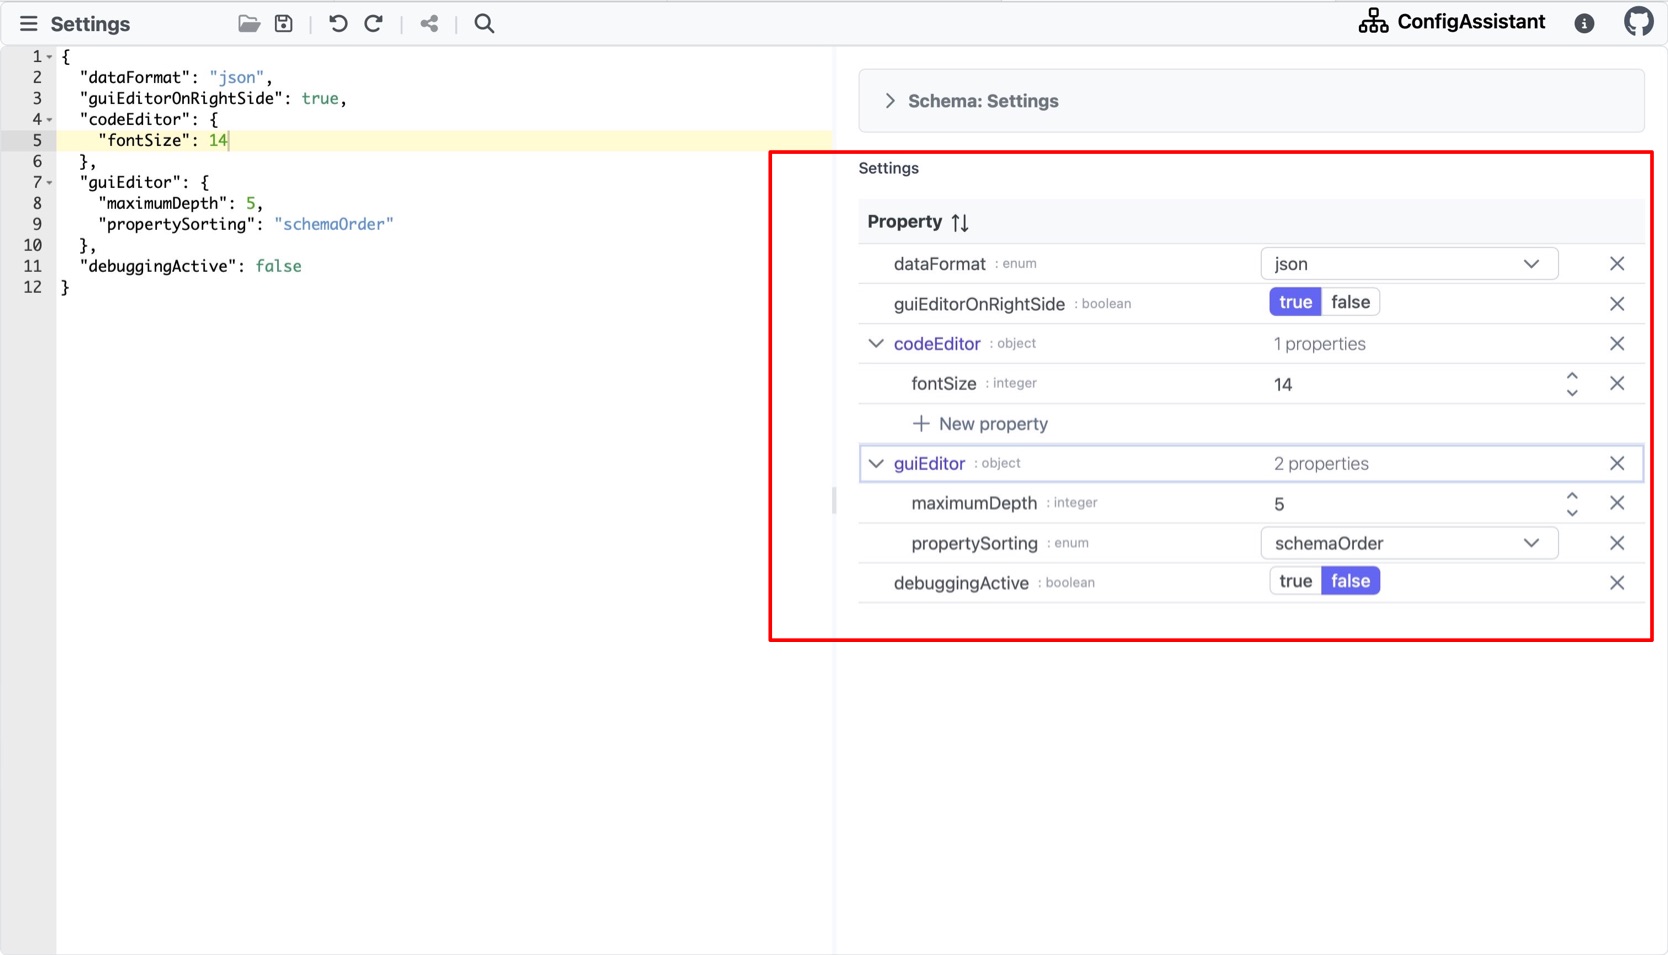 Settings
ConfigAssistant
1 {
2 "dataFormat": "json",
3 "guiEditorOnRightSide": true,
4 "codeEditor": {
5 "fontSize": 14
6 },
7 "guiEditor": {
8 "maximumDepth": 5,
9 "propertySorting": "schemaOrder"
10 },
11 "debuggingActive": false
12 }
Schema: Settings
Settings
Property
dataFormat : enum json
guiEditorOnRightSide : boolean true false
codeEditor : object 1 properties
fontSize : integer 14
New property
guiEditor : object 2 properties
maximumDepth : integer 5
propertySorting : enum schemaOrder
debuggingActive : boolean true false